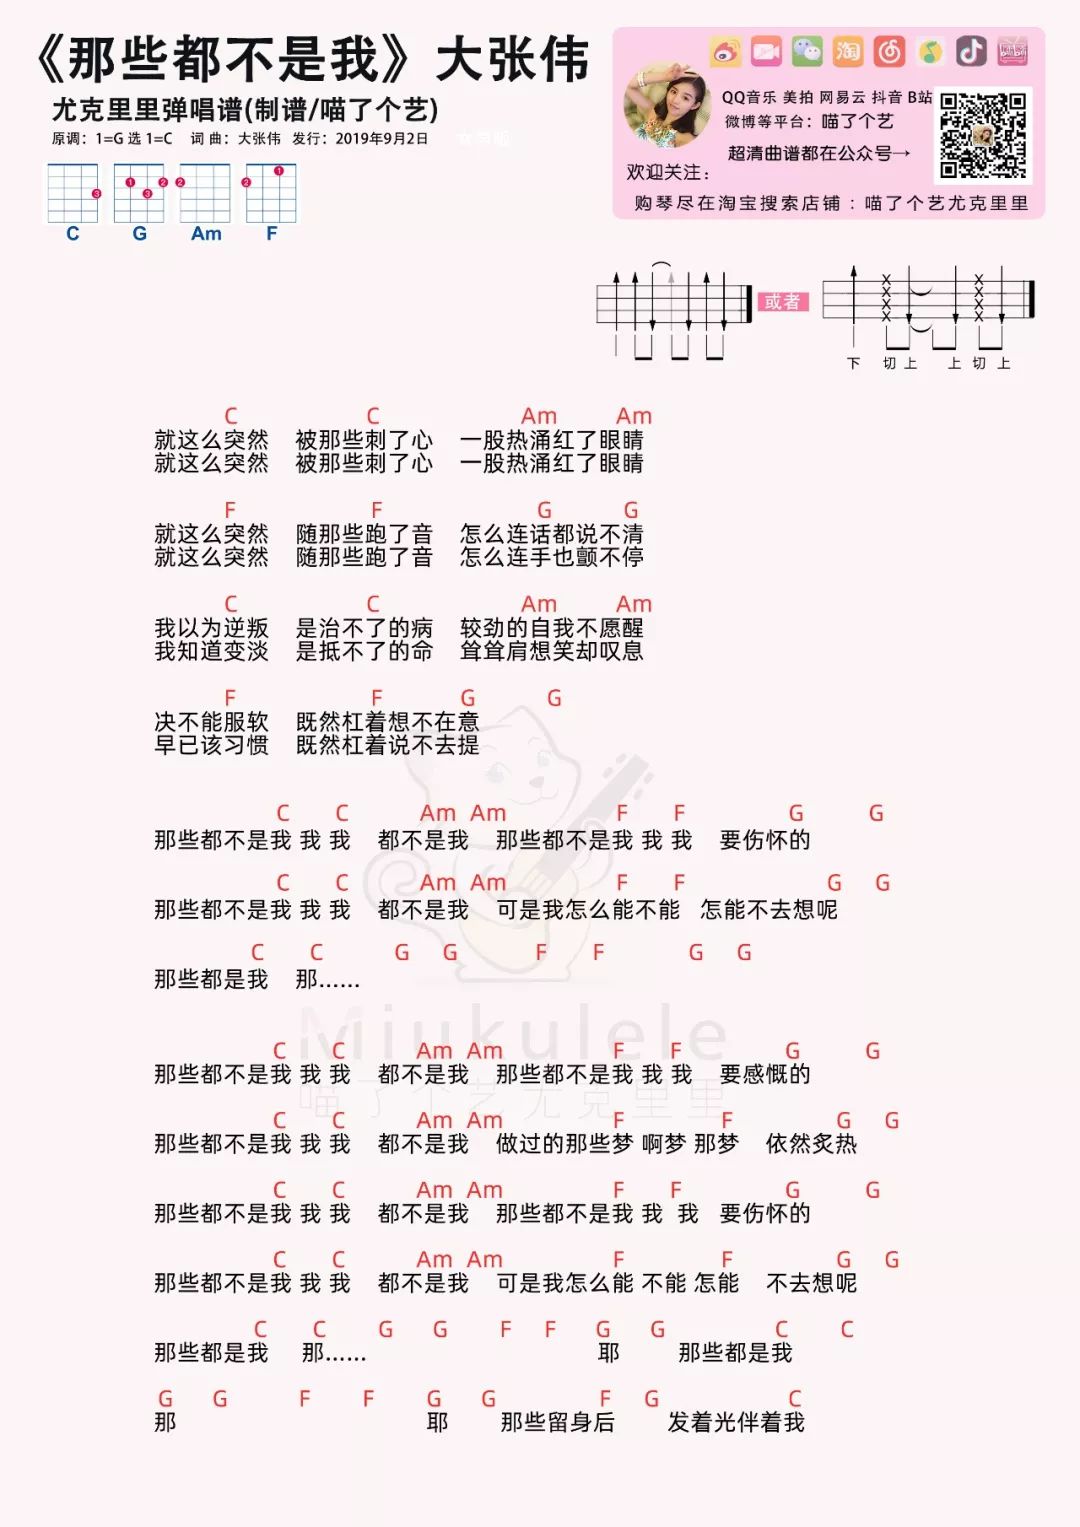 《那些都不是我》大张伟
尤克里里弹唱谱(制谱/喵了个艺)
原调：1=G 选 1=C 词 曲：大张伟 发行：2019年9月2日
QQ音乐 美拍 网易云 抖音 B站
微博等平台：喵了个艺
超清曲谱都在公众号→
欢迎关注：
购琴尽在淘宝搜索店铺：喵了个艺尤克里里
3 1 2 3 2 2 1
C G Am F
或者
下 切 上 上 切 上
C C Am Am
就这么突然 被那些刺了心 一股热涌红了眼睛
就这么突然 被那些刺了心 一股热涌红了眼睛
F F G G
就这么突然 随那些跑了音 怎么连话都说不清
就这么突然 随那些跑了音 怎么连手也颤不停
C C Am Am
我以为逆叛 是治不了的病 较劲的自我不愿醒
我知道变淡 是抵不了的命 耸耸肩想笑却叹息
F F G G
决不能服软 既然杠着想不在意
早已该习惯 既然杠着说不去提
C C Am Am F F G G
那些都不是我 我 我 都不是我 那些都不是我 我 我 要伤怀的
C C Am Am F F G G
那些都不是我 我 我 都不是我 可是我怎么能不能 怎能不去想呢
C C G G F F G G
那些都是我 那……
Miukulele
喵了个艺尤克里里
C C Am Am F F G G
那些都不是我 我 我 都不是我 那些都不是我 我 我 要感慨的
C C Am Am F F G G
那些都不是我 我 我 都不是我 做过的那些梦 啊梦 那梦 依然炙热
C C Am Am F F G G
那些都不是我 我 我 都不是我 那些都不是我 我 我 要伤怀的
C C Am Am F F G G
那些都不是我 我 我 都不是我 可是我怎么能 不能 怎能 不去想呢
C C G G F F G G C C
那些都是我 那…… 耶 那些都是我
G G F F G G F G C
那 耶 那些留身后 发着光伴着我